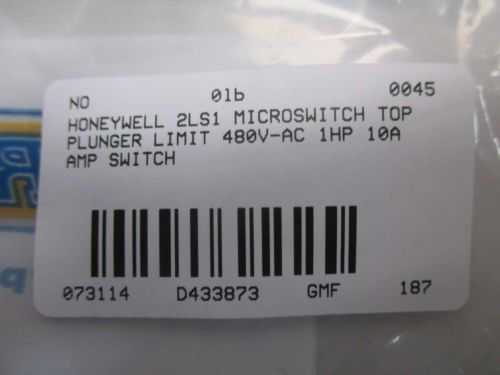 NO 01b 0045
HONEYWELL 2LS1 MICROSWITCH TOP
PLUNGER LIMIT 480V-AC 1HP 10A
AMP SWITCH
073114 D433873 GMF 187